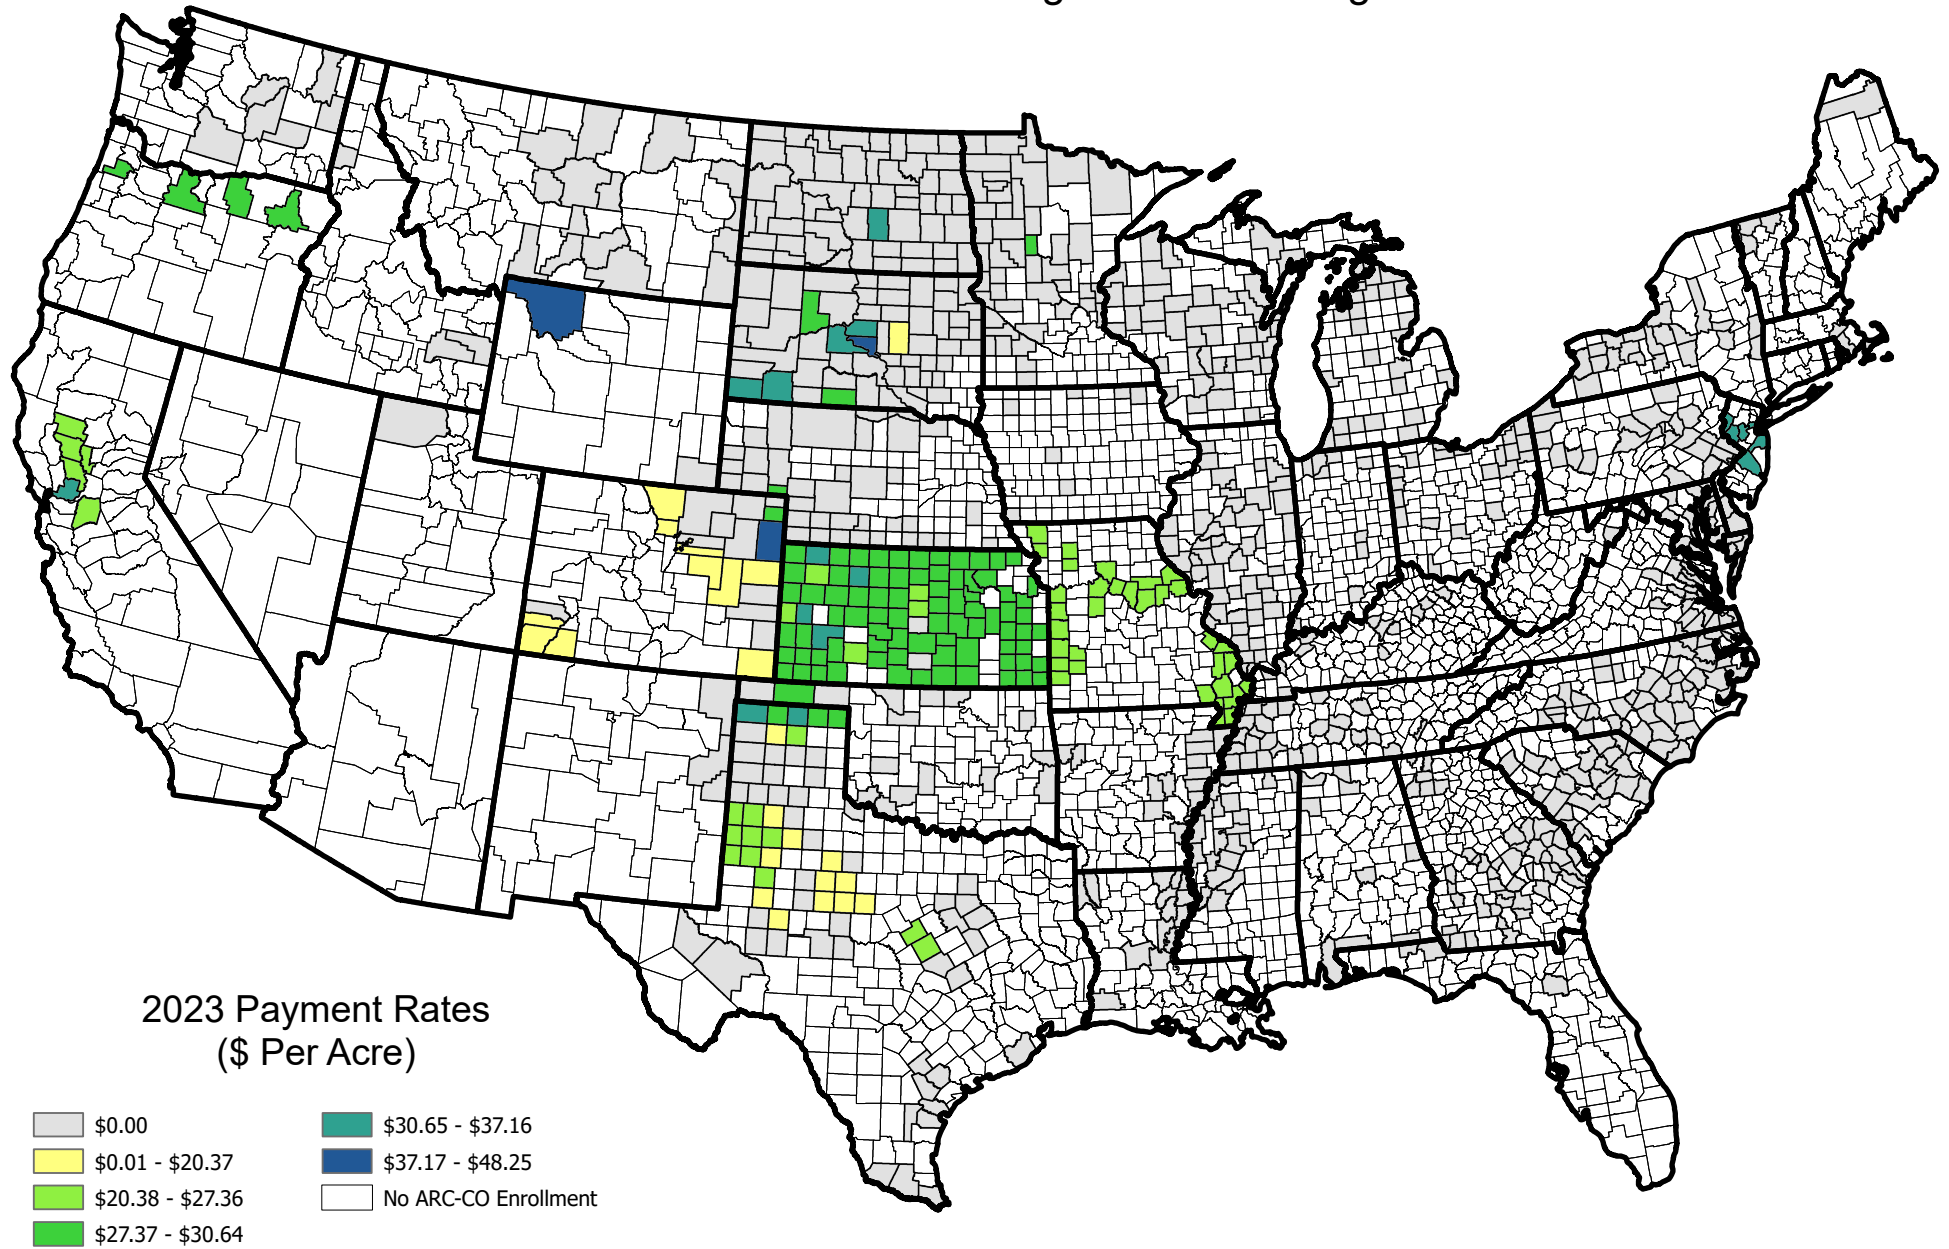 2023 Payment Rates
($ Per Acre)
$0.00
$0.01 - $20.37
$20.38 - $27.36
$27.37 - $30.64
$30.65 - $37.16
$37.17 - $48.25
No ARC-CO Enrollment